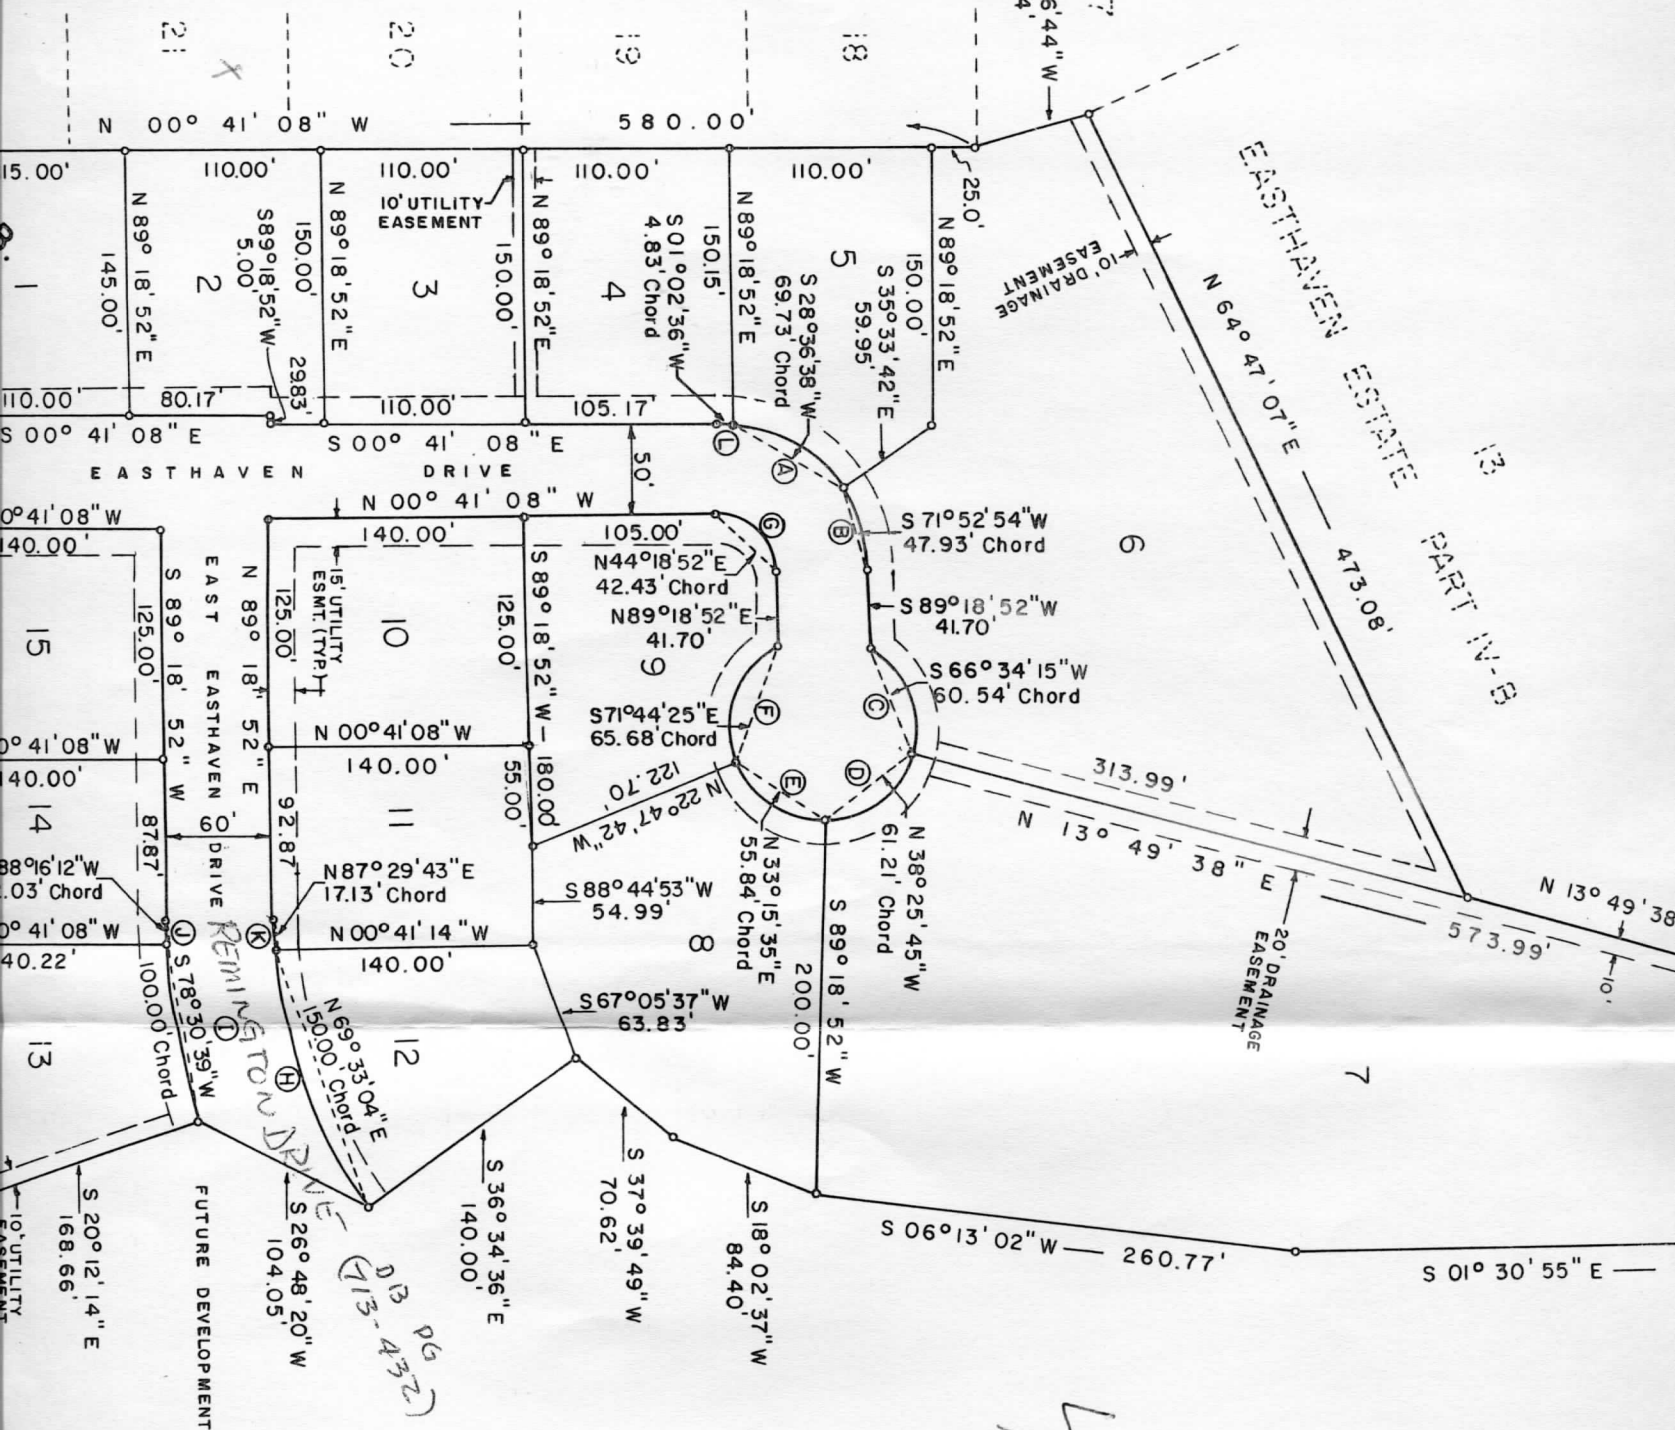 21
X
20
19
18
6'44" W
N 00° 41' 08" W
580.00'
15.00'
110.00'
110.00'
110.00'
110.00'
25.0'
10' UTILITY
EASEMENT
N 89° 18' 52" E
145.00'
N 89° 18' 52" E
150.00'
N 89° 18' 52" E
150.00'
N 89° 18' 52" E
150.15'
N 89° 18' 52" E
150.00'
S 89° 18' 52" W
5.00'
29.83'
S 01° 02' 36" W
4.83' Chord
S 28° 36' 38" W
69.73' Chord
S 35° 33' 42" E
59.95'
1
2
3
4
5
10' DRAINAGE
EASEMENT
N 64° 47' 07" E
473.08'
EASTHAVEN ESTATE PART IV-B
13
110.00'
80.17'
110.00'
105.17'
S 00° 41' 08" E
S 00° 41' 08" E
L
A
EASTHAVEN DRIVE
50'
N 00° 41' 08" W
0° 41' 08" W
140.00'
140.00'
105.00'
G
B
S 71° 52' 54" W
47.93' Chord
6
N 44° 18' 52" E
42.43' Chord
N 89° 18' 52" E
41.70'
S 89° 18' 52" W
41.70'
15' UTILITY
ESMT. (TYP.)
EAST EASTHAVEN DRIVE
S 89° 18' 52" W
125.00'
N 89° 18' 52" E
125.00'
S 89° 18' 52" W — 180.00'
125.00'
15
10
9
S 66° 34' 15" W
60.54' Chord
C
F
S 71° 44' 25" E
65.68' Chord
0° 41' 08" W
140.00'
N 00° 41' 08" W
140.00'
55.00'
N 22° 47' 42" W
122.70'
D
E
313.99'
N 13° 49' 38" E
14
11
60'
87.87'
92.87'
N 33° 15' 35" E
55.84' Chord
N 38° 25' 45" W
61.21' Chord
88° 16' 12" W
.03' Chord
N 87° 29' 43" E
17.13' Chord
S 88° 44' 53" W
54.99'
N 13° 49' 38
573.99'
10'
20' DRAINAGE
EASEMENT
0° 41' 08" W
40.22'
J
K
N 00° 41' 14" W
140.00'
8
S 89° 18' 52" W
200.00'
REMINGTON DRIVE
S 67° 05' 37" W
63.83'
13
S 78° 30' 39" W
100.00' Chord
I
H
N 69° 33' 04" E
150.00' Chord
12
7
S 20° 12' 14" E
168.66'
10' UTILITY
FUTURE DEVELOPMENT
S 26° 48' 20" W
104.05'
DB PG
(713-432)
S 36° 34' 36" E
140.00'
S 37° 39' 49" W
70.62'
S 18° 02' 37" W
84.40'
S 06° 13' 02" W — 260.77'
S 01° 30' 55" E —